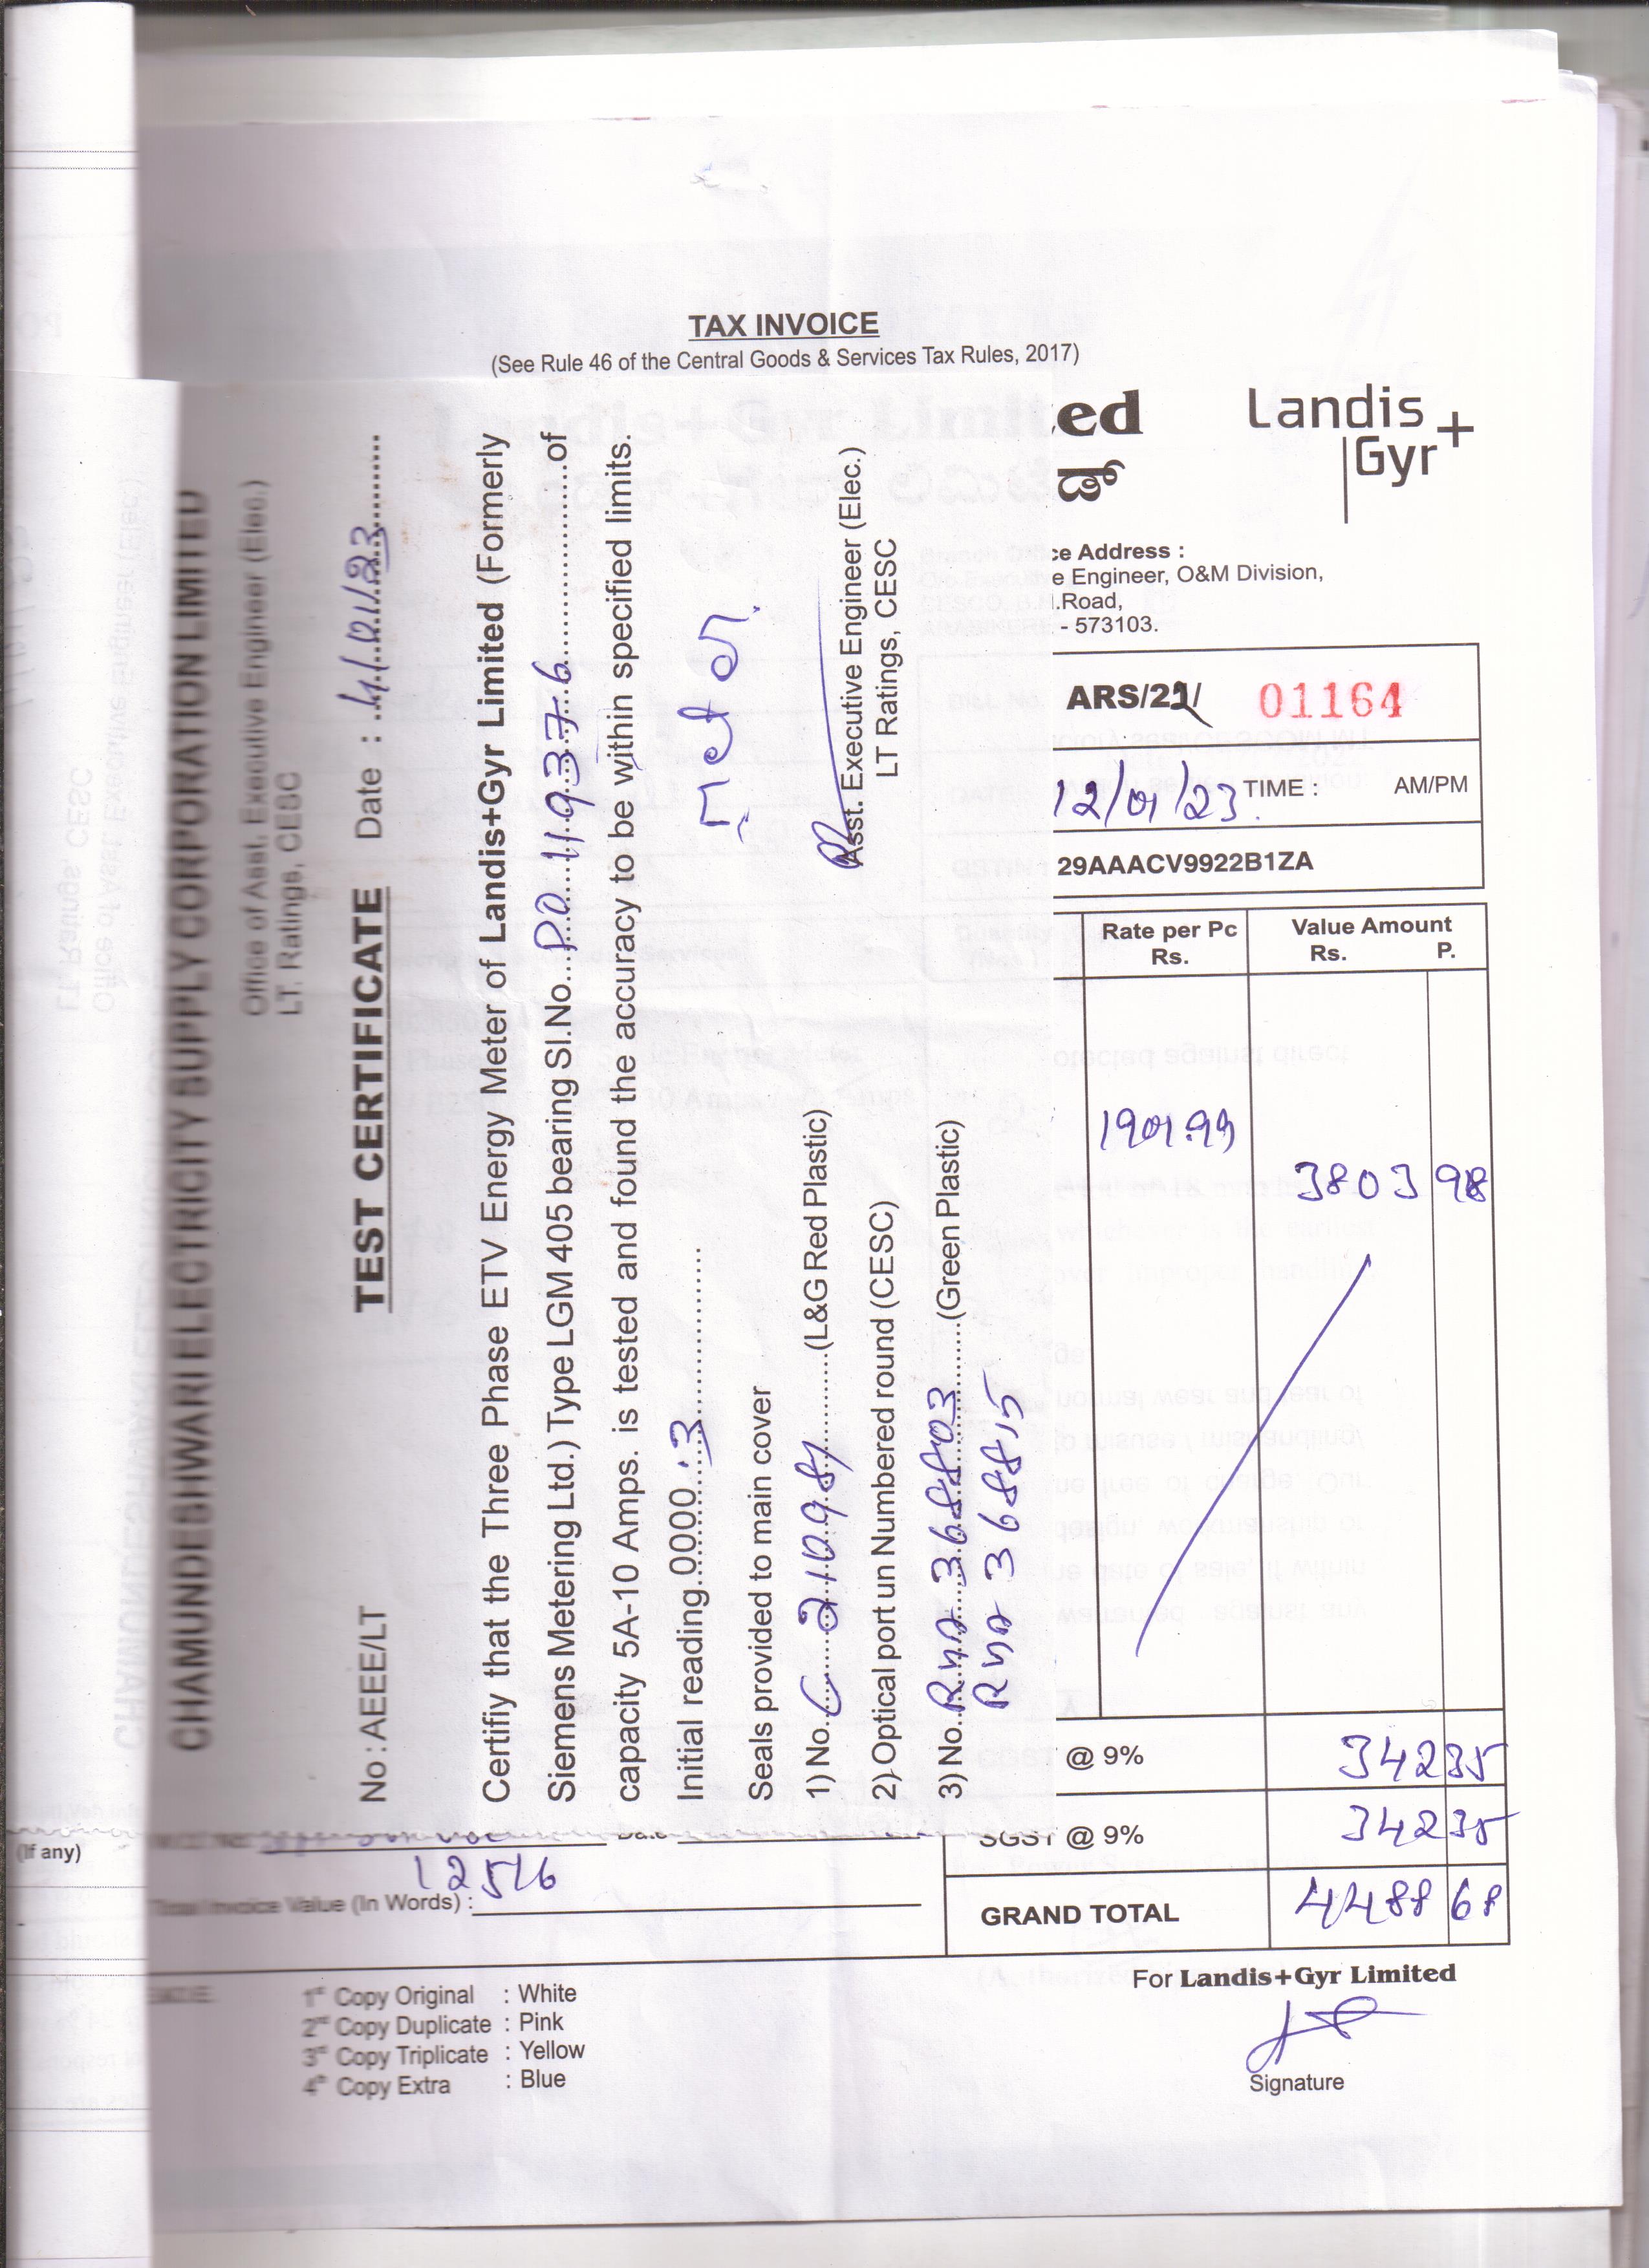 TAX INVOICE
(See Rule 46 of the Central Goods & Services Tax Rules, 2017)
ed
Landis
Gyr+
ce Address :
e Engineer, O&M Division,
.Road,
- 573103.
ARS/22/ 01164
12/01/23 TIME : AM/PM
29AAACV9922B1ZA
Rate per Pc Rs.
Value Amount Rs. P.
1901.99
3803 98
@ 9% 342 35
SGST @ 9% 342 35
GRAND TOTAL 4488 68
For Landis+Gyr Limited
Signature
(If any)
12516
Total Invoice Value (In Words) :
NOTE:
1st Copy Original : White
2nd Copy Duplicate : Pink
3rd Copy Triplicate : Yellow
4th Copy Extra : Blue
CHAMUNDESHWARI ELECTRICITY SUPPLY CORPORATION LIMITED
Office of Asst. Executive Engineer (Elec.)
LT. Ratings, CESC
No : AEEE/LT TEST CERTIFICATE Date : 4/01/23
Certifiy that the Three Phase ETV Energy Meter of Landis+Gyr Limited (Formerly
Siemens Metering Ltd.) Type LGM 405 bearing Sl.No. PD 119376 of
capacity 5A-10 Amps. is tested and found the accuracy to be within specified limits.
Initial reading 0000.3
Seals provided to main cover
1) No. C 210987 (L&G Red Plastic)
2) Optical port un Numbered round (CESC)
3) No. 3688803 (Green Plastic)
3688815
Asst. Executive Engineer (Elec.)
LT Ratings, CESC